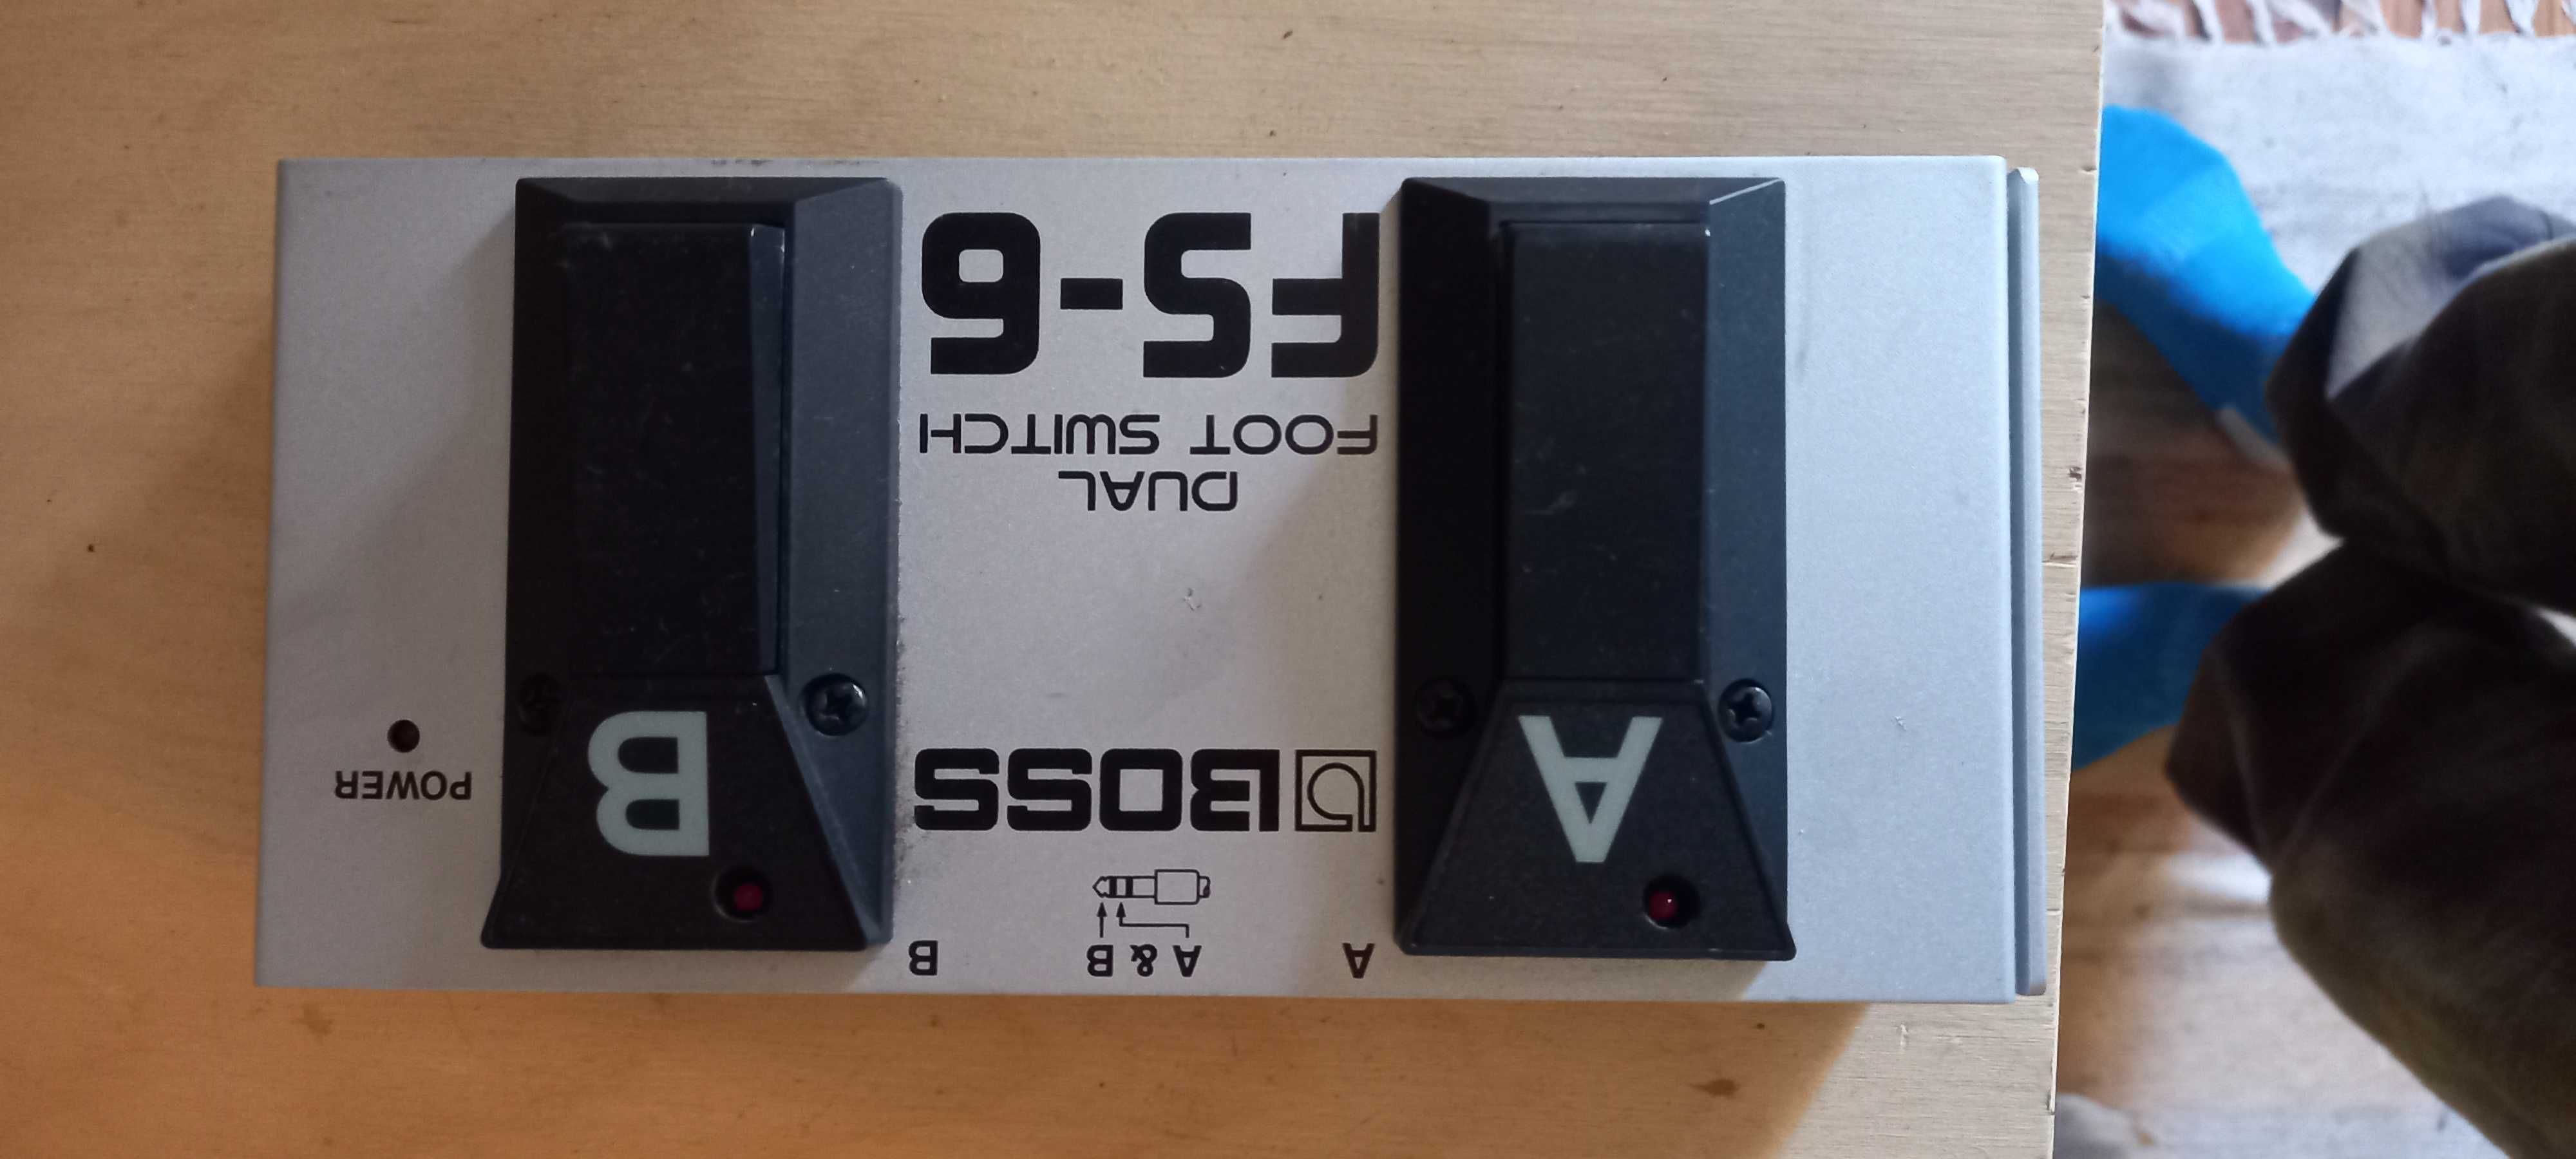 A
A & B
B
BOSS
POWER
A
B
DUAL
FOOT SWITCH
FS-6